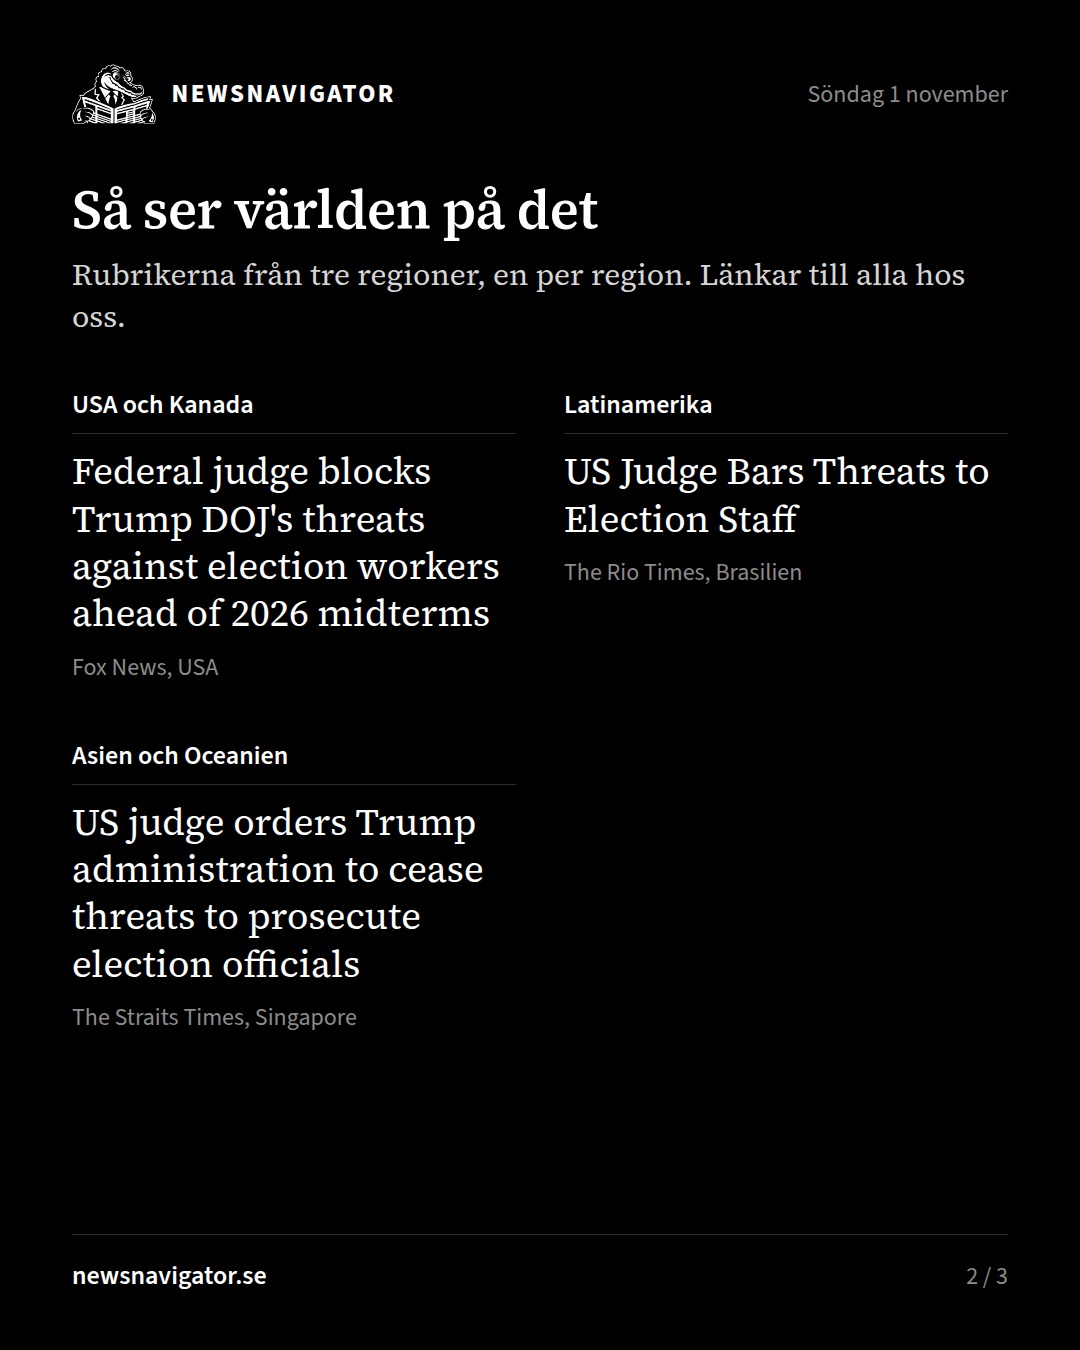 NEWSNAVIGATOR
Söndag 1 november
Så ser världen på det
Rubrikerna från tre regioner, en per region. Länkar till alla hos
oss.
USA och Kanada
Federal judge blocks
Trump DOJ's threats
against election workers
ahead of 2026 midterms
Fox News, USA
Latinamerika
US Judge Bars Threats to
Election Staff
The Rio Times, Brasilien
Asien och Oceanien
US judge orders Trump
administration to cease
threats to prosecute
election officials
The Straits Times, Singapore
newsnavigator.se
2 / 3